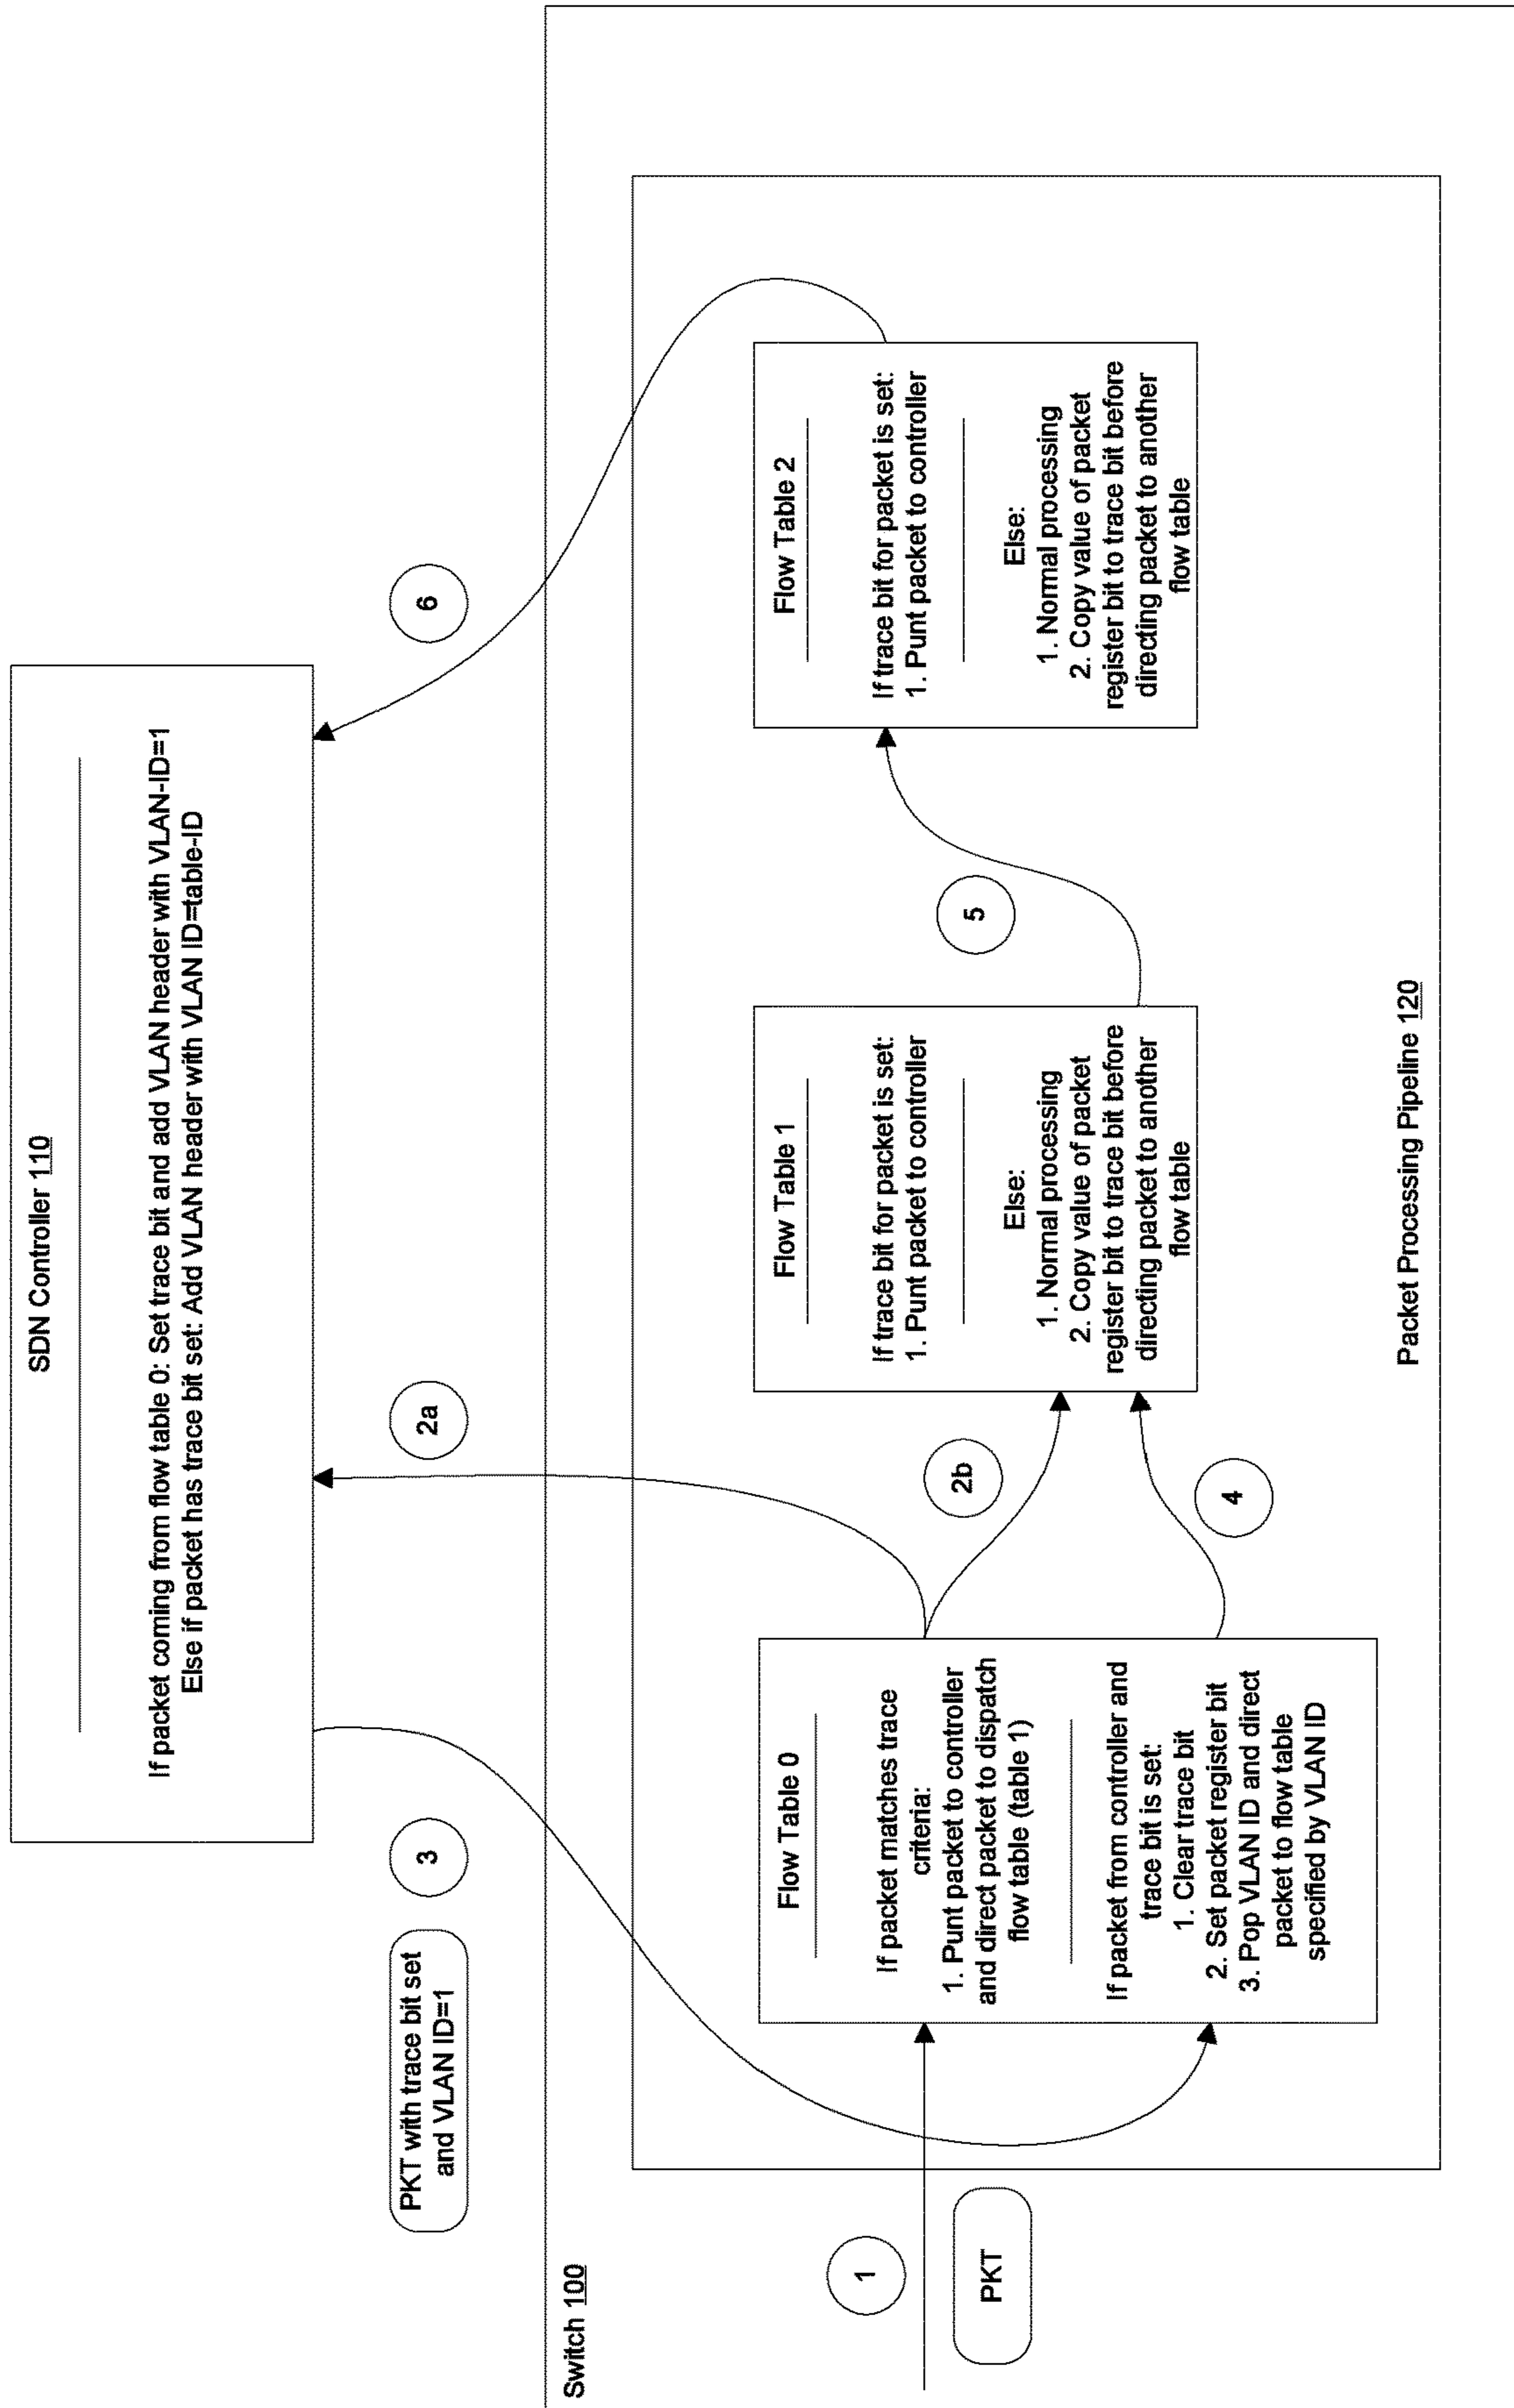 SDN Controller 110
If packet coming from flow table 0: Set trace bit and add VLAN header with VLAN-ID=1
Else if packet has trace bit set: Add VLAN header with VLAN ID=table-ID
PKT with trace bit set
and VLAN ID=1
3
2a
6
Switch 100
1
PKT
Flow Table 0
If packet matches trace
criteria:
1. Punt packet to controller
and direct packet to dispatch
flow table (table 1)
If packet from controller and
trace bit is set:
1. Clear trace bit
2. Set packet register bit
3. Pop VLAN ID and direct
packet to flow table
specified by VLAN ID
2b
4
Flow Table 1
If trace bit for packet is set:
1. Punt packet to controller
Else:
1. Normal processing
2. Copy value of packet
register bit to trace bit before
directing packet to another
flow table
5
Flow Table 2
If trace bit for packet is set:
1. Punt packet to controller
Else:
1. Normal processing
2. Copy value of packet
register bit to trace bit before
directing packet to another
flow table
Packet Processing Pipeline 120